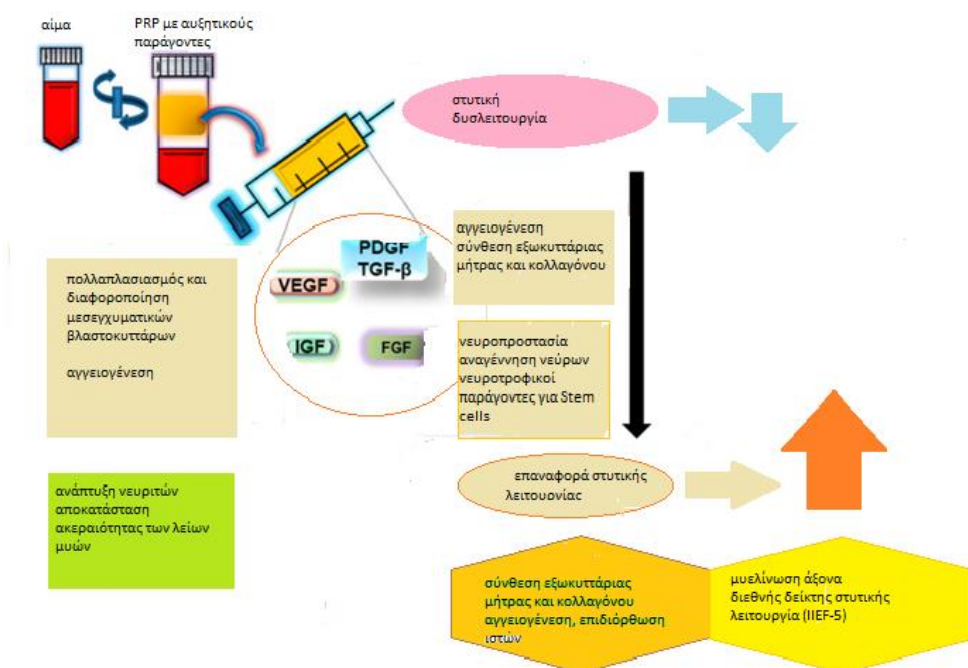 αίμα
PRP με αυξητικούς
παράγοντες
στυτική
δυσλειτουργία
αγγειογένεση
σύνθεση εξωκυττάριας
μήτρας και κολλαγόνου
PDGF
TGF-β
VEGF
IGF
FGF
πολλαπλασιασμός και
διαφοροποίηση
μεσεγχυματικών
βλαστοκυττάρων
αγγειογένεση
νευροπροστασία
αναγέννηση νεύρων
νευροτροφικοί
παράγοντες για Stem
cells
επαναφορά στυτικής
λειτουργίας
ανάπτυξη νευριτών
αποκατάσταση
ακεραιότητας των λείων
μυών
σύνθεση εξωκυττάριας
μήτρας και κολλαγόνου
αγγειογένεση, επιδιόρθωση
ιστών
μυελίνωση άξονα
διεθνής δείκτης στυτικής
λειτουργία (IIEF-5)